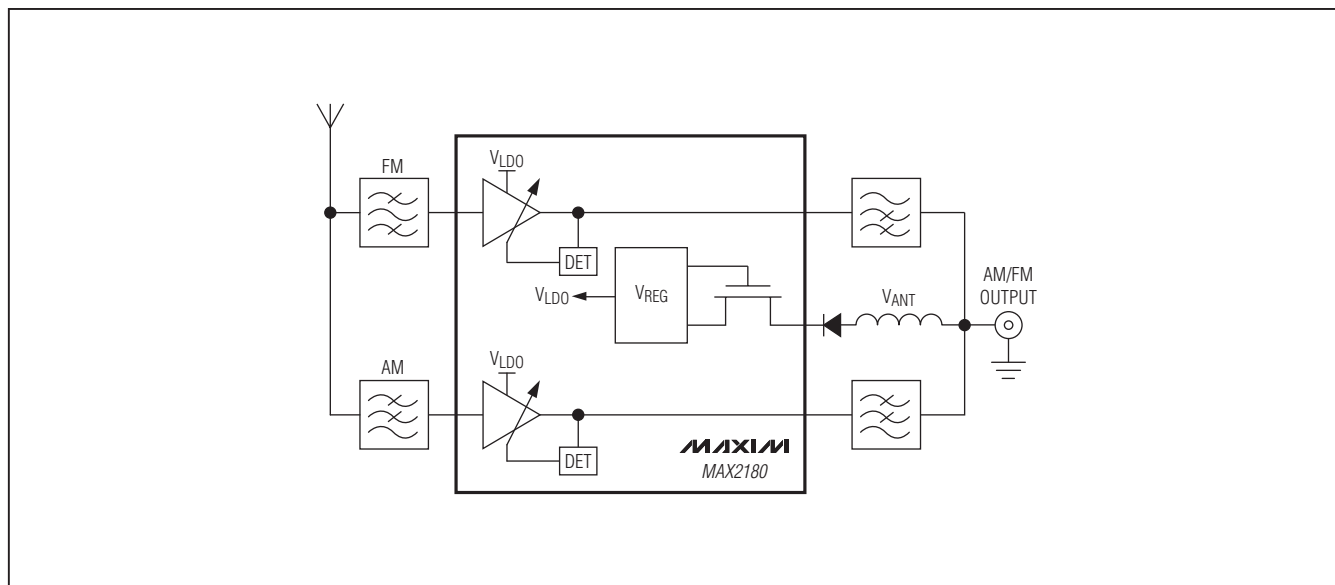 FM
VLDO
DET
VLDO
VREG
VANT
AM/FM
OUTPUT
AM
VLDO
DET
MAXIM
MAX2180